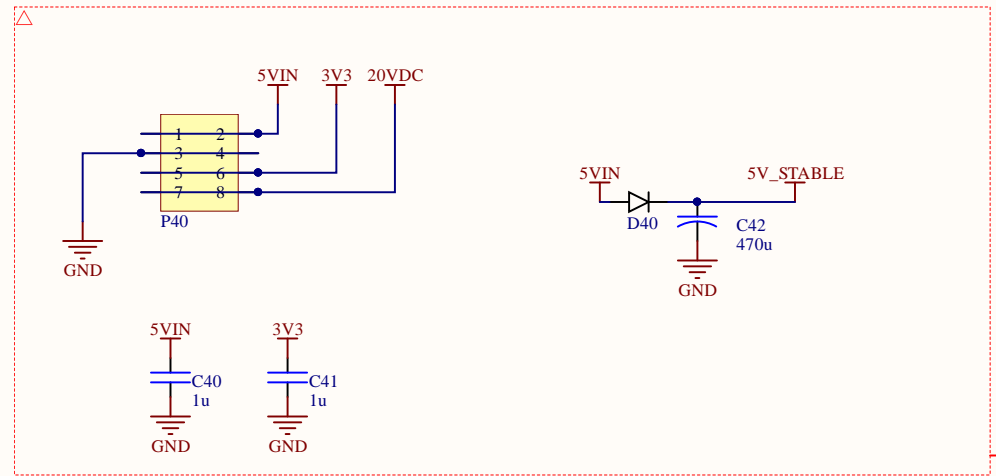 5VIN 3V3 20VDC
1 2
3 4
5 6
7 8
P40
GND
5VIN 5V_STABLE
D40
C42
470u
GND
5VIN 3V3
C40 C41
1u 1u
GND GND